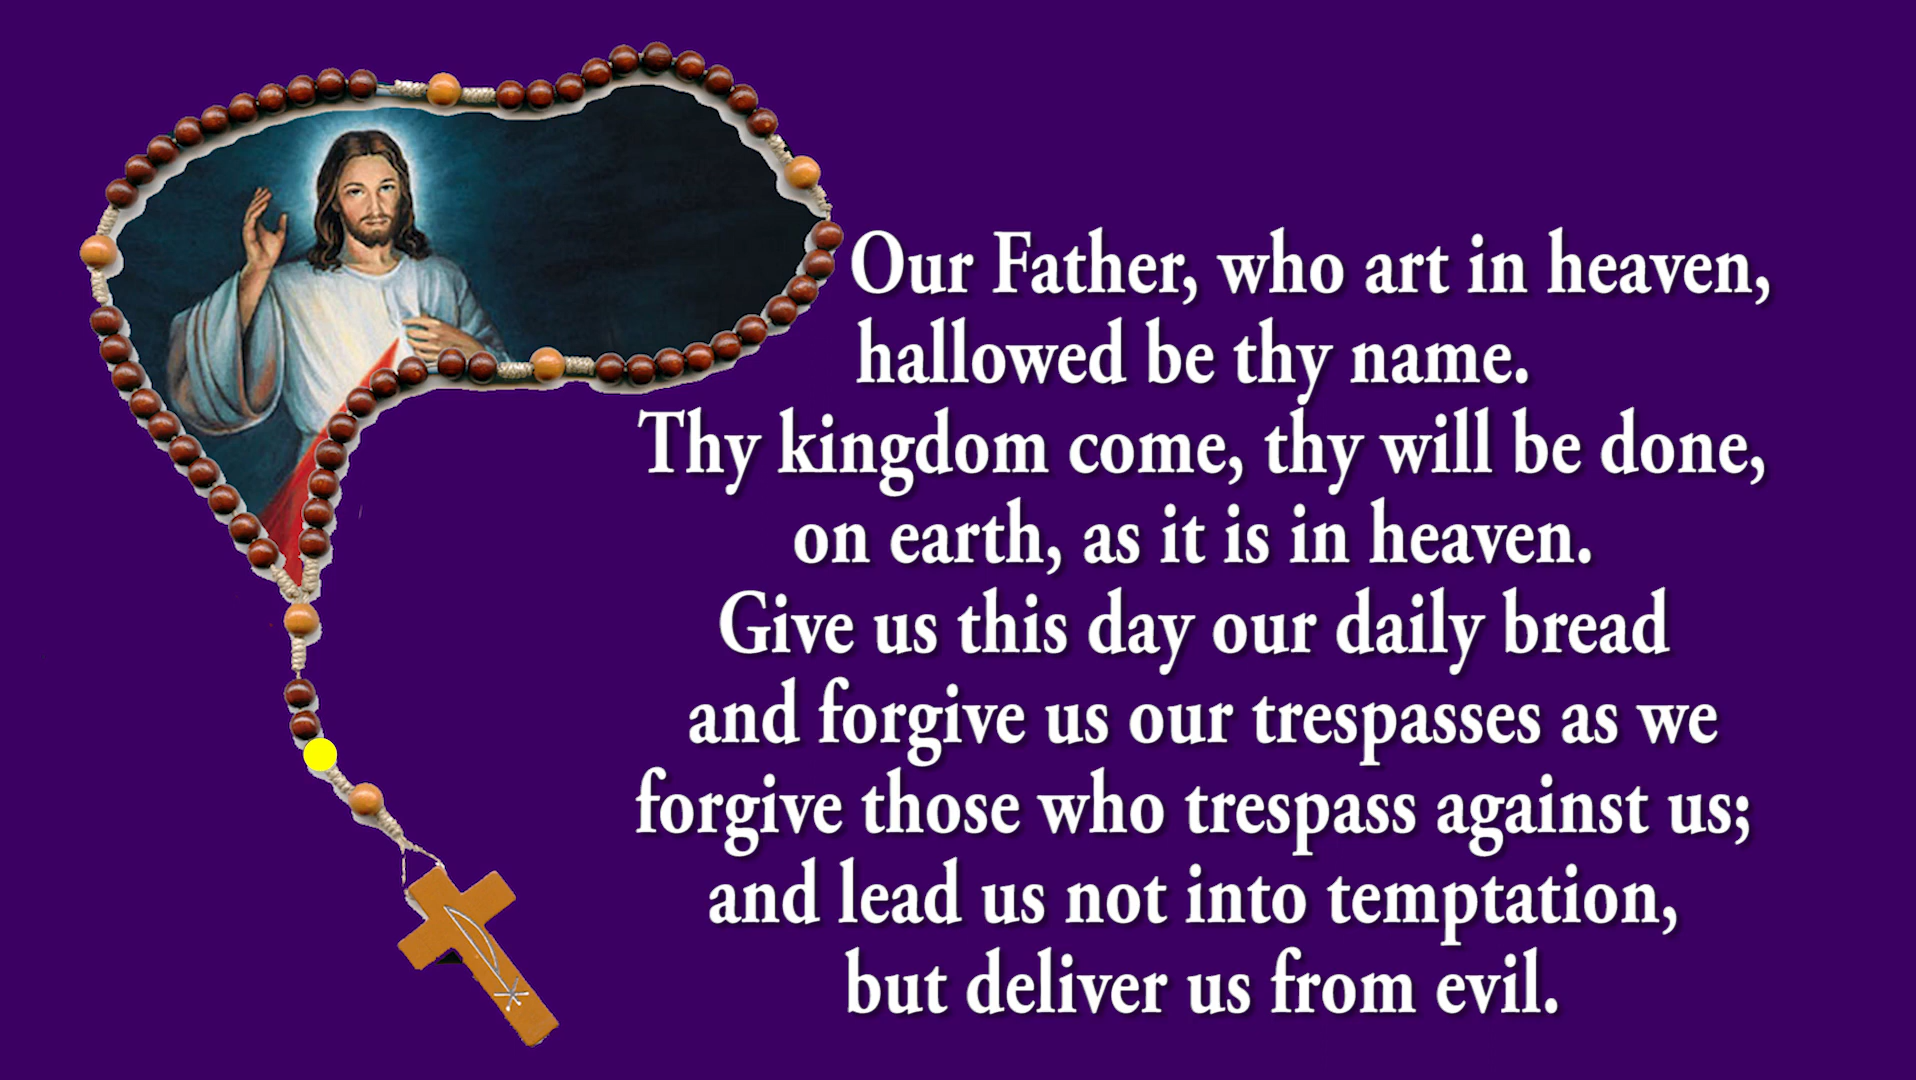 Our Father, who art in heaven,
hallowed be thy name.
Thy kingdom come, thy will be done,
on earth, as it is in heaven.
Give us this day our daily bread
and forgive us our trespasses as we
forgive those who trespass against us;
and lead us not into temptation,
but deliver us from evil.